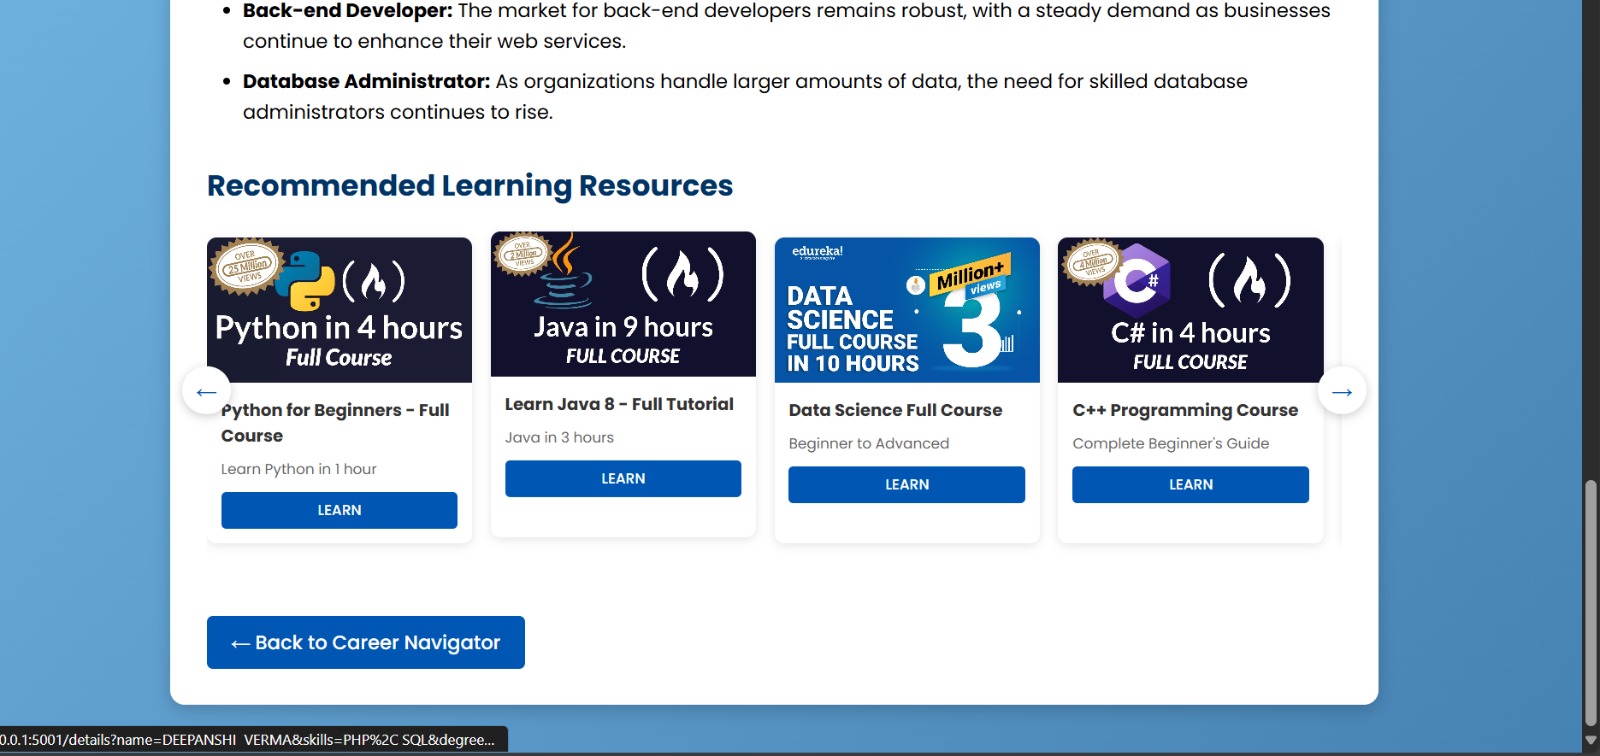 Back-end Developer: The market for back-end developers remains robust, with a steady demand as businesses
continue to enhance their web services.
Database Administrator: As organizations handle larger amounts of data, the need for skilled database
administrators continues to rise.
Recommended Learning Resources
OVER
25 Million
VIEWS
Python in 4 hours
Full Course
Python for Beginners - Full
Course
Learn Python in 1 hour
LEARN
OVER
2 Million
VIEWS
Java in 9 hours
FULL COURSE
Learn Java 8 - Full Tutorial
Java in 3 hours
LEARN
edureka!
Million+
views
DATA
SCIENCE
FULL COURSE
IN 10 HOURS
3
Data Science Full Course
Beginner to Advanced
LEARN
OVER
4 Million
VIEWS
C#
C# in 4 hours
FULL COURSE
C++ Programming Course
Complete Beginner's Guide
LEARN
←
→
← Back to Career Navigator
0.0.1:5001/details?name=DEEPANSHI VERMA&skills=PHP%2C SQL&degree...